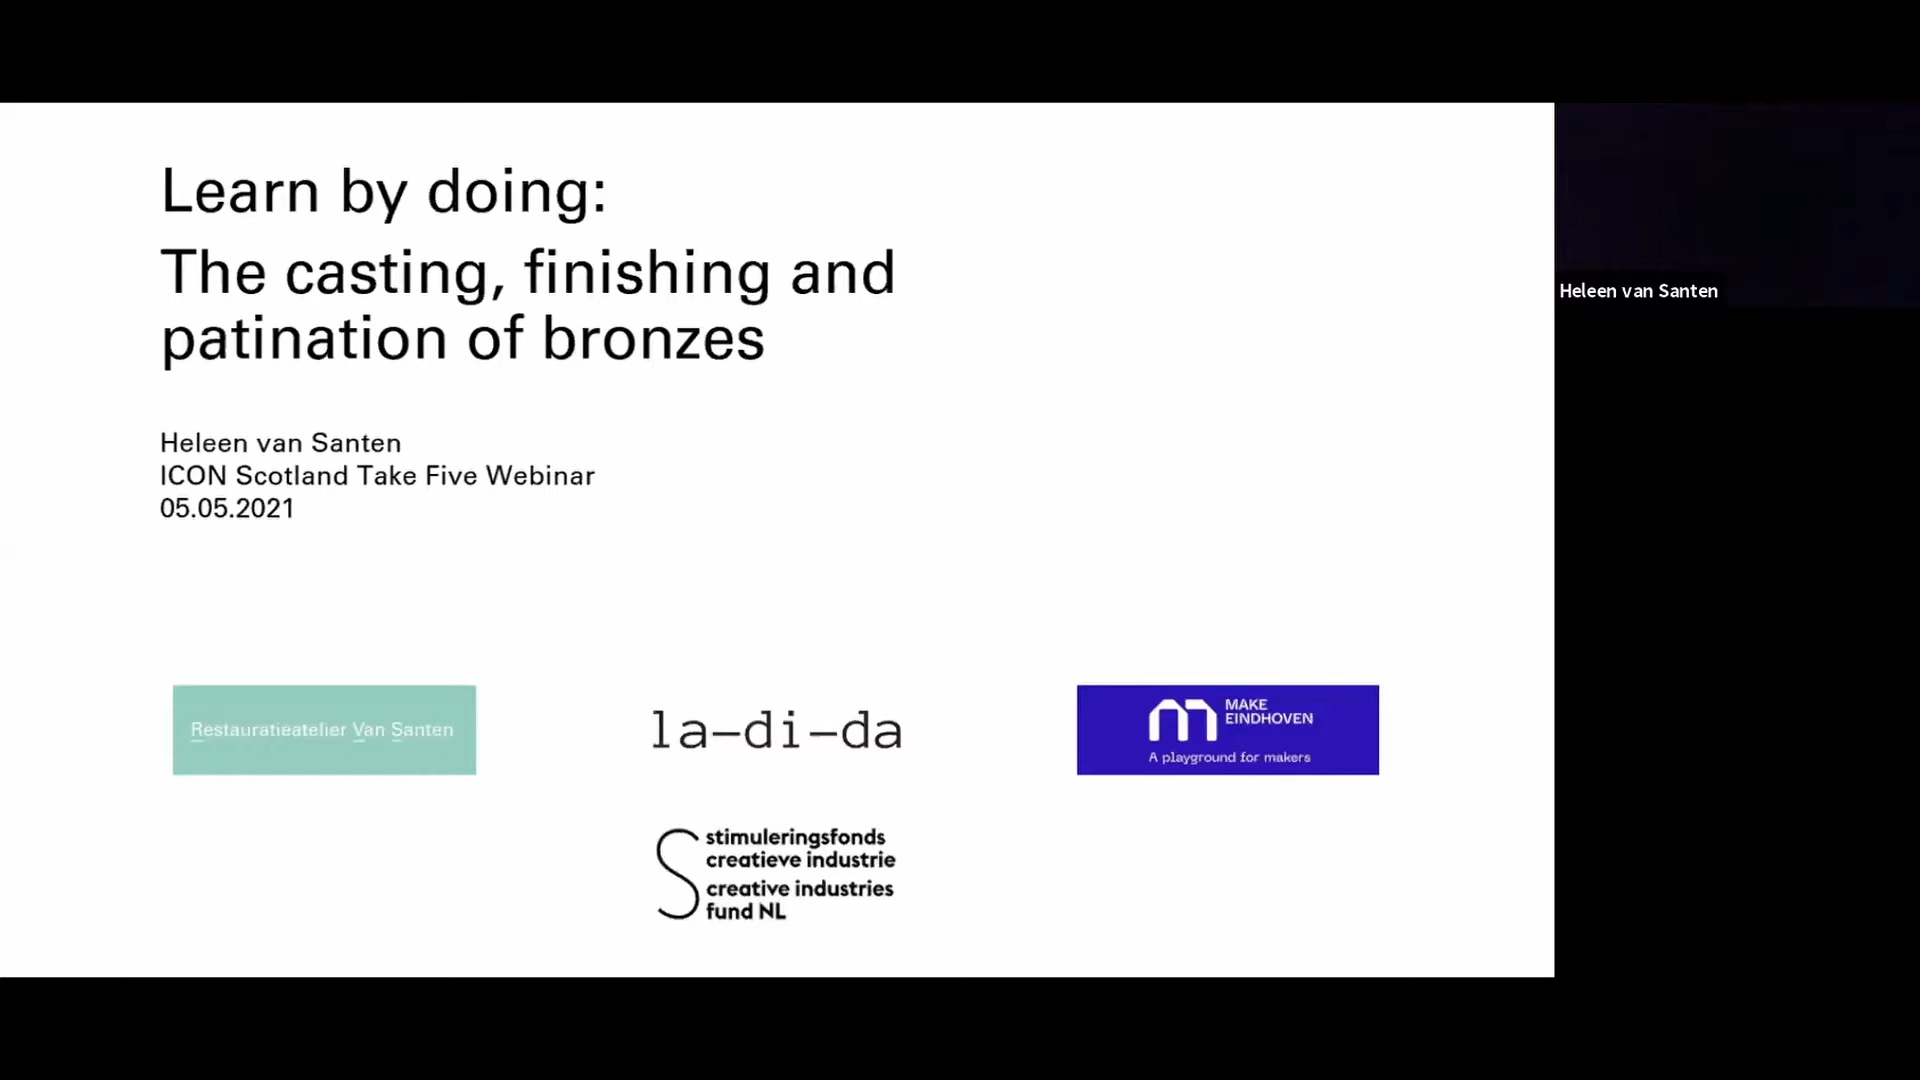 Learn by doing:
The casting, finishing and
patination of bronzes
Heleen van Santen
ICON Scotland Take Five Webinar
05.05.2021
Restauratieatelier Van Santen
la-di-da
MAKE
EINDHOVEN
A playground for makers
stimuleringsfonds
creatieve industrie
creative industries
fund NL
Heleen van Santen